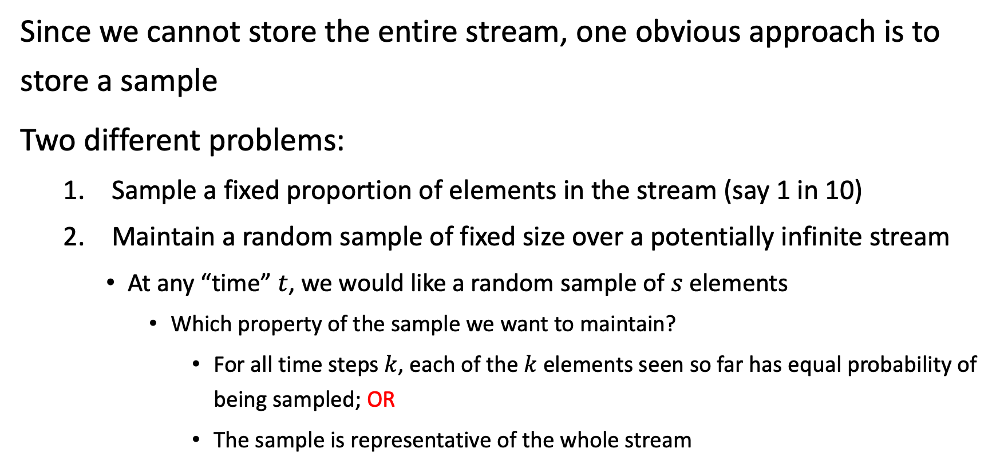 Since we cannot store the entire stream, one obvious approach is to
store a sample
Two different problems:
1. Sample a fixed proportion of elements in the stream (say 1 in 10)
2. Maintain a random sample of fixed size over a potentially infinite stream
• At any “time” t, we would like a random sample of s elements
• Which property of the sample we want to maintain?
• For all time steps k, each of the k elements seen so far has equal probability of
being sampled; OR
• The sample is representative of the whole stream